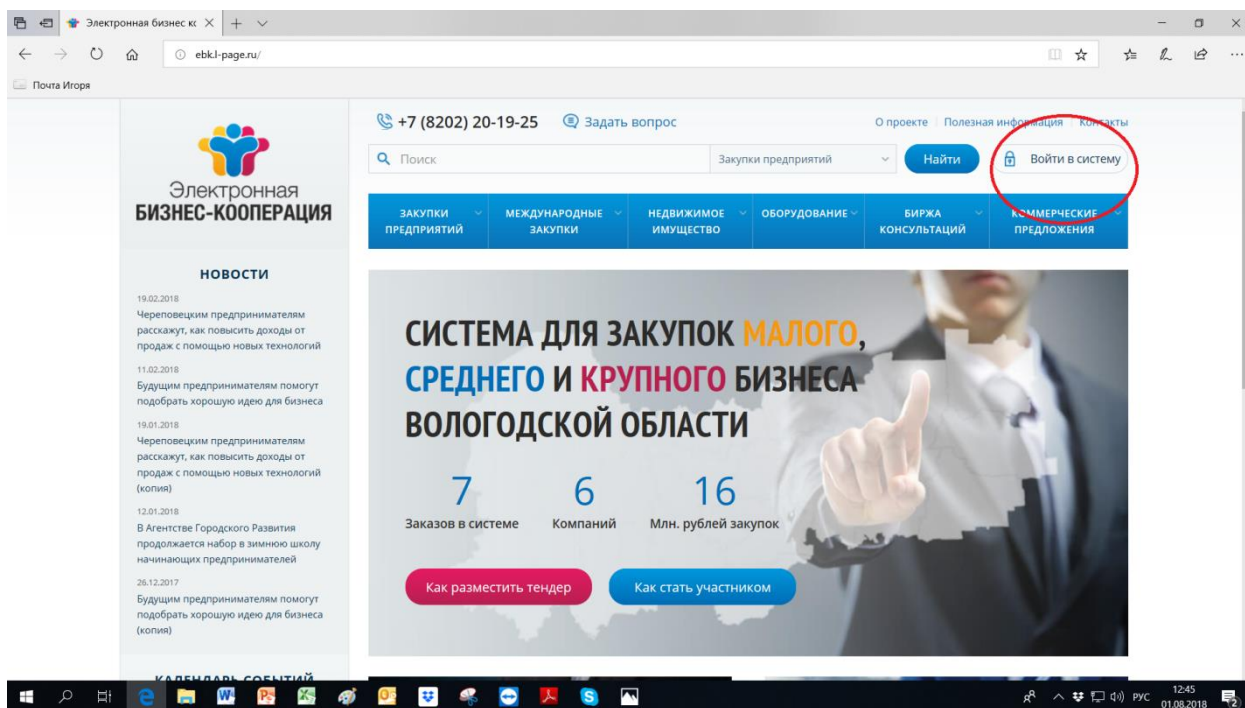 Электронная бизнес кс
ebk.l-page.ru/
Почта Игоря
Электронная
БИЗНЕС-КООПЕРАЦИЯ
+7 (8202) 20-19-25 Задать вопрос
О проекте Полезная информация Контакты
Поиск Закупки предприятий Найти Войти в систему
ЗАКУПКИ
ПРЕДПРИЯТИЙ
МЕЖДУНАРОДНЫЕ
ЗАКУПКИ
НЕДВИЖИМОЕ
ИМУЩЕСТВО
ОБОРУДОВАНИЕ
БИРЖА
КОНСУЛЬТАЦИЙ
КОММЕРЧЕСКИЕ
ПРЕДЛОЖЕНИЯ
НОВОСТИ
19.02.2018
Череповецким предпринимателям
расскажут, как повысить доходы от
продаж с помощью новых технологий
11.02.2018
Будущим предпринимателям помогут
подобрать хорошую идею для бизнеса
19.01.2018
Череповецким предпринимателям
расскажут, как повысить доходы от
продаж с помощью новых технологий
(копия)
12.01.2018
В Агентстве Городского Развития
продолжается набор в зимнюю школу
начинающих предпринимателей
26.12.2017
Будущим предпринимателям помогут
подобрать хорошую идею для бизнеса
(копия)
КАЛЕНДАРЬ СОБЫТИЙ
СИСТЕМА ДЛЯ ЗАКУПОК МАЛОГО,
СРЕДНЕГО И КРУПНОГО БИЗНЕСА
ВОЛОГОДСКОЙ ОБЛАСТИ
7 6 16
Заказов в системе Компаний Млн. рублей закупок
Как разместить тендер Как стать участником
РУС
12:45
01.08.2018